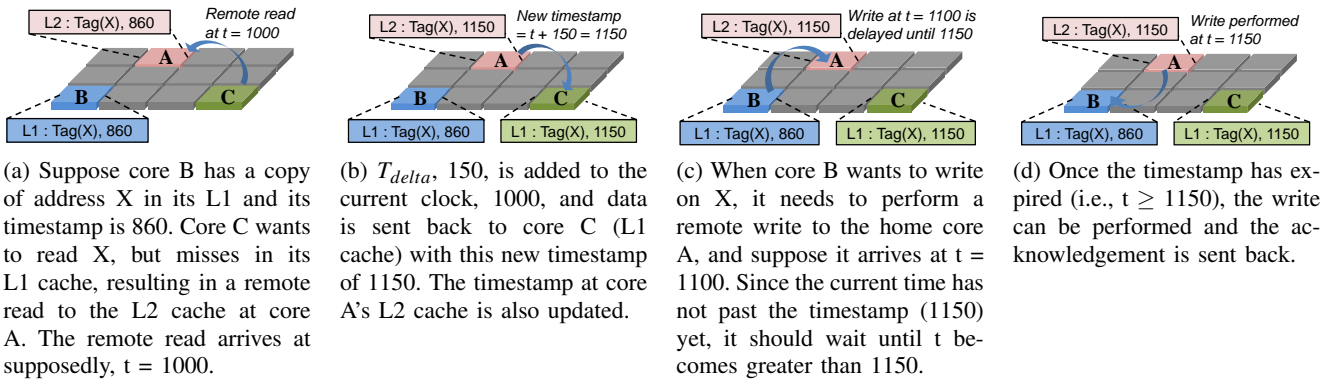 L2 : Tag(X), 860
Remote read
at t = 1000
A
B
C
L1 : Tag(X), 860
L2 : Tag(X), 1150
New timestamp
= t + 150 = 1150
A
B
C
L1 : Tag(X), 860
L1 : Tag(X), 1150
L2 : Tag(X), 1150
Write at t = 1100 is
delayed until 1150
A
B
C
L1 : Tag(X), 860
L1 : Tag(X), 1150
L2 : Tag(X), 1150
Write performed
at t = 1150
A
B
C
L1 : Tag(X), 860
L1 : Tag(X), 1150
(a) Suppose core B has a copy
of address X in its L1 and its
timestamp is 860. Core C wants
to read X, but misses in its
L1 cache, resulting in a remote
read to the L2 cache at core
A. The remote read arrives at
supposedly, t = 1000.
(b) Tdelta, 150, is added to the
current clock, 1000, and data
is sent back to core C (L1
cache) with this new timestamp
of 1150. The timestamp at core
A's L2 cache is also updated.
(c) When core B wants to write
on X, it needs to perform a
remote write to the home core
A, and suppose it arrives at t =
1100. Since the current time has
not past the timestamp (1150)
yet, it should wait until t be-
comes greater than 1150.
(d) Once the timestamp has ex-
pired (i.e., t ≥ 1150), the write
can be performed and the ac-
knowledgement is sent back.